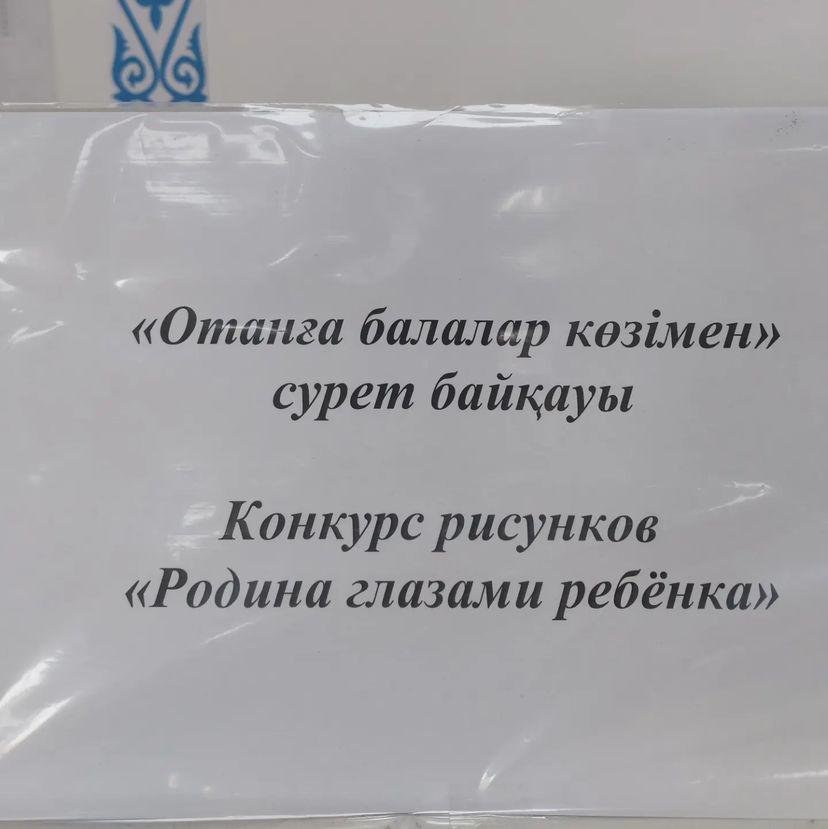 «Отанға балалар көзімен»
сурет байқауы
Конкурс рисунков
«Родина глазами ребёнка»